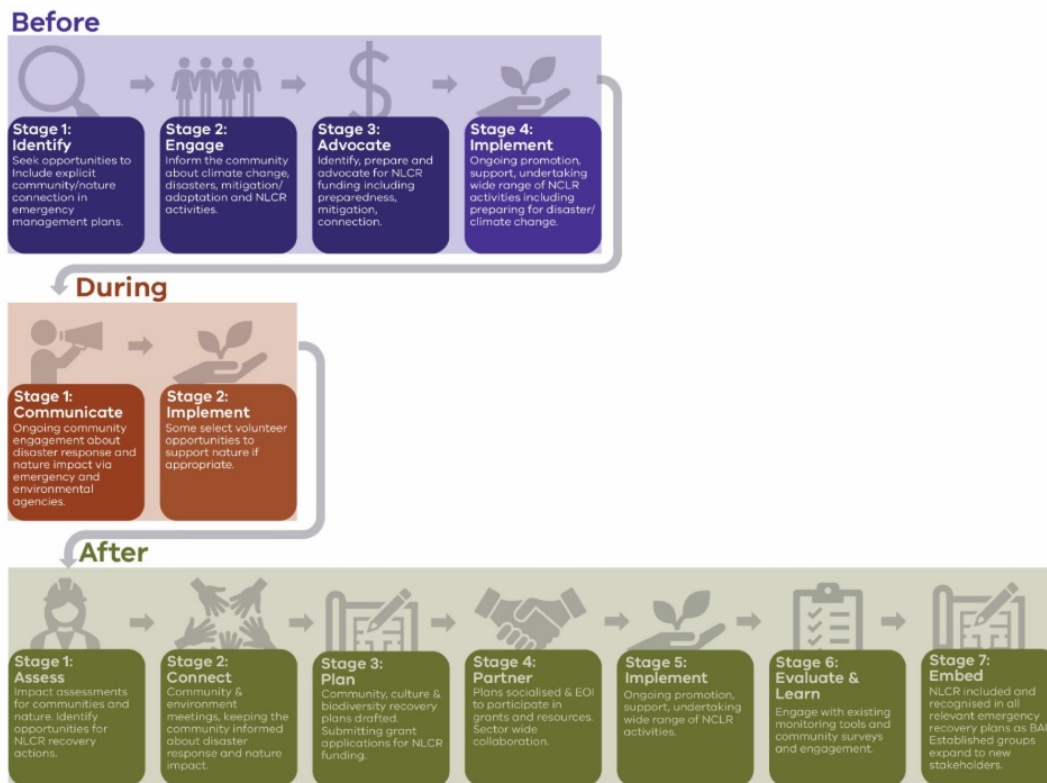 Before
Stage 1:
Identify
Seek opportunities to
Include explicit
community/nature
connection in
emergency
management plans.
Stage 2:
Engage
Inform the community
about climate change,
disasters, mitigation/
adaptation and NLCR
activities.
Stage 3:
Advocate
Identify, prepare and
advocate for NLCR
funding including
preparedness,
mitigation,
connection.
Stage 4:
Implement
Ongoing promotion,
support, undertaking
wide range of NCLR
activities including
preparing for disaster/
climate change.
During
Stage 1:
Communicate
Ongoing community
engagement about
disaster response and
nature impact via
emergency and
environmental
agencies.
Stage 2:
Implement
Some select volunteer
opportunities to
support nature if
appropriate.
After
Stage 1:
Assess
Impact assessments
for communities and
nature. Identify
opportunities for
NLCR recovery
actions.
Stage 2:
Connect
Community &
environment
meetings, keeping the
community informed
about disaster
response and nature
impact.
Stage 3:
Plan
Community, culture &
biodiversity recovery
plans drafted.
Submitting grant
applications for NLCR
funding.
Stage 4:
Partner
Plans socialised & EOI
to participate in
grants and resources.
Sector wide
collaboration.
Stage 5:
Implement
Ongoing promotion,
support, undertaking
wide range of NCLR
activities.
Stage 6:
Evaluate &
Learn
Engage with existing
monitoring tools and
community surveys
and engagement.
Stage 7:
Embed
NLCR included and
recognised in all
relevant emergency
recovery plans as
Established groups
expand to new
stakeholders.